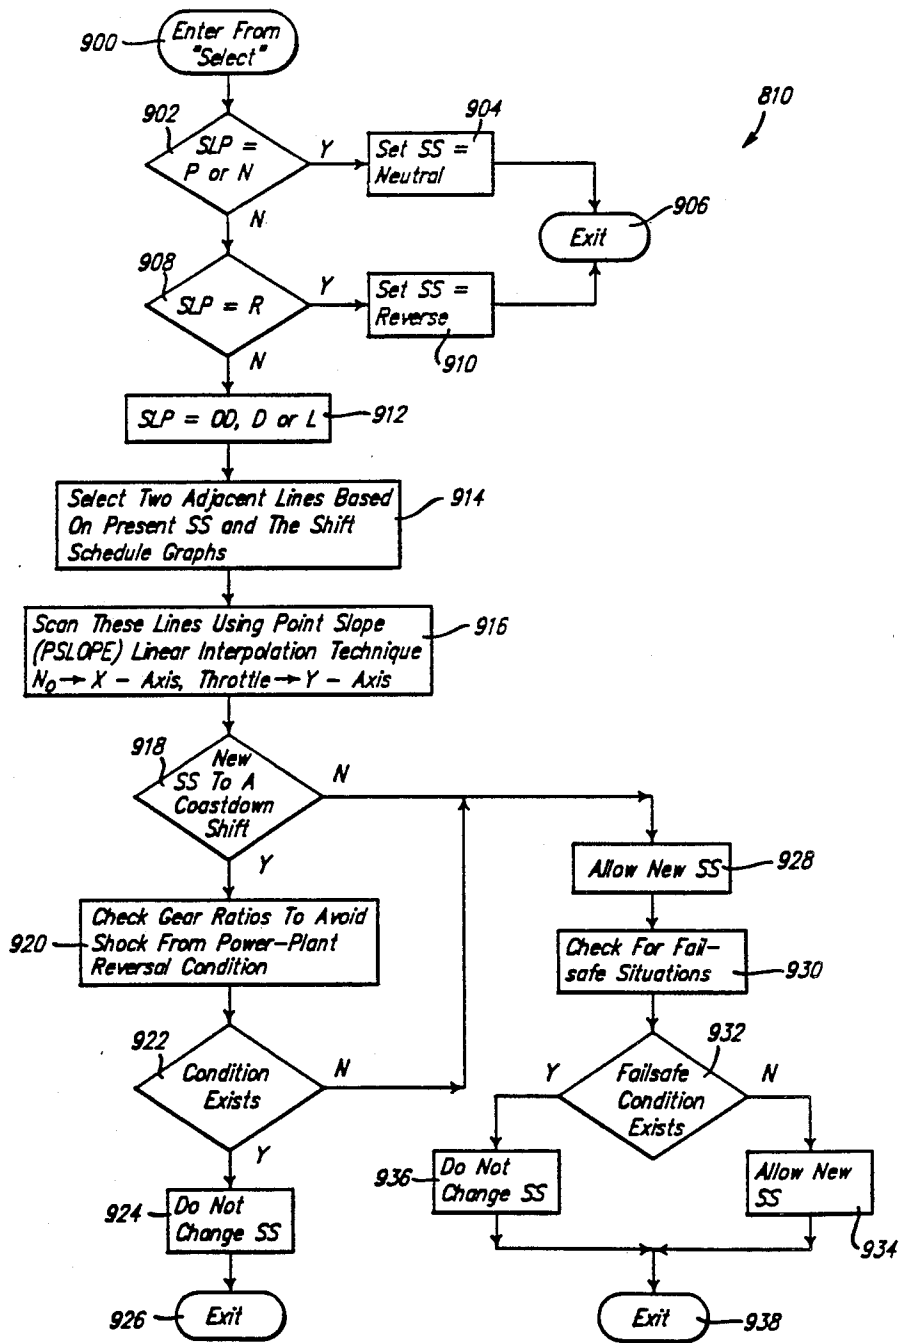 900
Enter From
"Select"
810
902
SLP =
P or N
Y
904
Set SS =
Neutral
N
906
Exit
908
SLP = R
Y
Set SS =
Reverse
910
N
SLP = OD, D or L
912
Select Two Adjacent Lines Based
On Present SS and The Shift
Schedule Graphs
914
Scan These Lines Using Point Slope
(PSLOPE) Linear Interpolation Technique
N₀ → X - Axis, Throttle → Y - Axis
916
918
New
SS To A
Coastdown
Shift
N
Y
920
Check Gear Ratios To Avoid
Shock From Power-Plant
Reversal Condition
922
Condition
Exists
N
Y
924
Do Not
Change SS
926
Exit
Allow New SS
928
Check For Fail-
safe Situations
930
932
Failsafe
Condition
Exists
Y
N
936
Do Not
Change SS
Allow New
SS
934
Exit
938